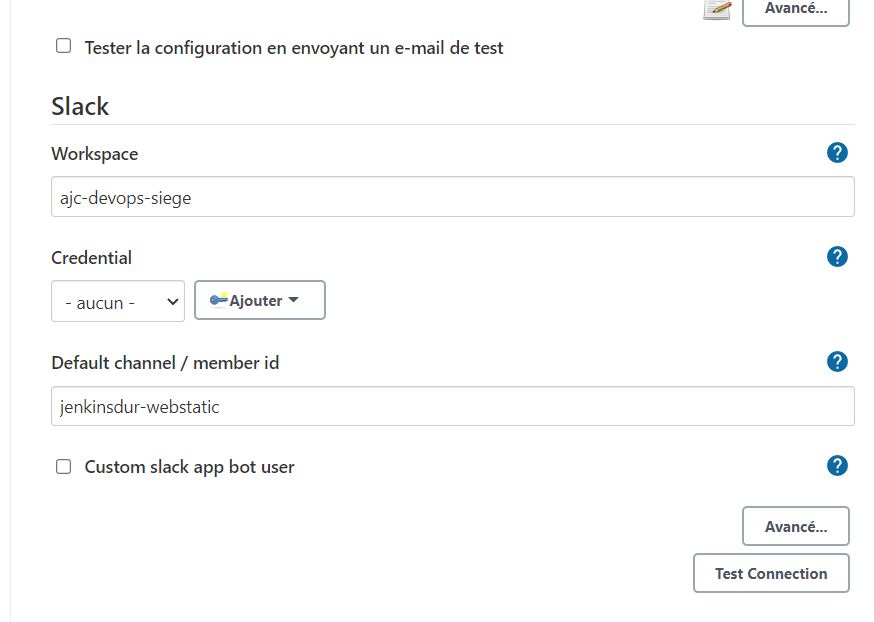 Avancé...
Tester la configuration en envoyant un e-mail de test
Slack
Workspace
ajc-devops-siege
Credential
- aucun -
Ajouter
Default channel / member id
jenkinsdur-webstatic
Custom slack app bot user
Avancé...
Test Connection